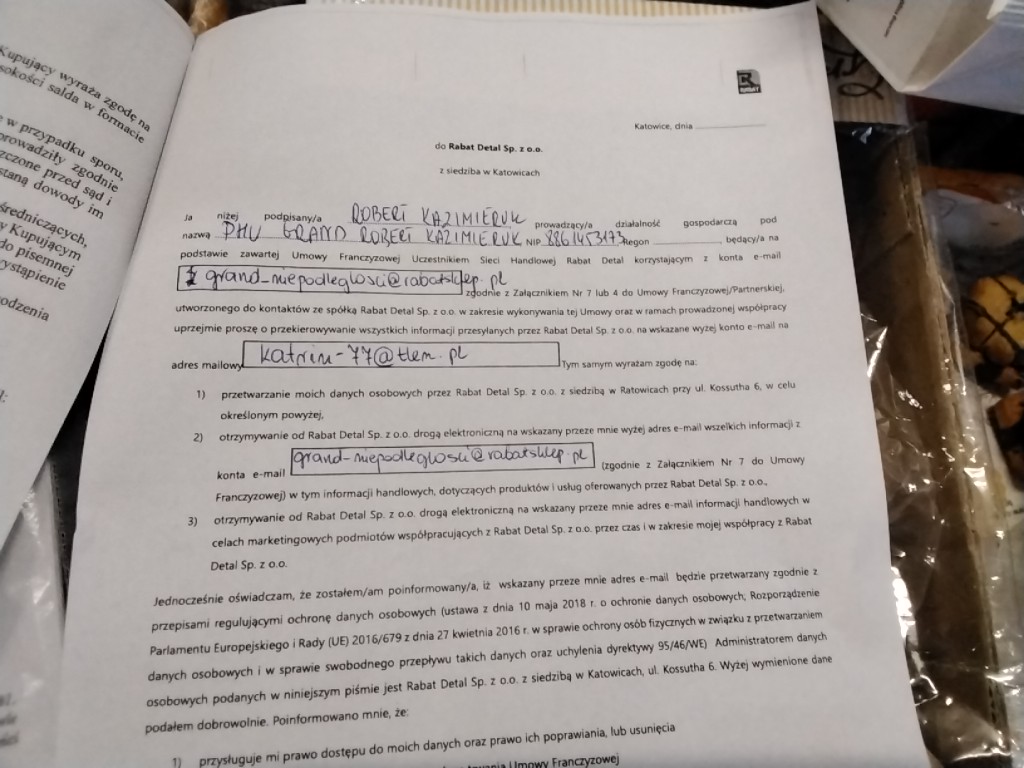 Kupujący wyraża zgodę na
sokości salda w formacie
w przypadku sporu,
prowadziły zgodnie
zczone przed sąd i
staną dowody im
średniczących,
y Kupującym
do pisemnej
ystąpienie
odzenia
R
RABAT
Katowice, dnia
do Rabat Detal Sp. z o.o.
z siedziba w Katowicach
Ja niżej podpisany/a ROBERT KAZIMIERUK prowadzący/a działalność gospodarczą pod
nazwą PHU GRAND ROBERT KAZIMIERUK NIP 8861453173 Regon , będący/a na
podstawie zawartej Umowy Franczyzowej Uczestnikiem Sieci Handlowej Rabat Detal korzystającym z konta e-mail
grand_niepodleglosci@rabatsklep.pl zgodnie z Załącznikiem Nr 7 lub 4 do Umowy Franczyzowej/Partnerskiej,
utworzonego do kontaktów ze spółką Rabat Detal Sp. z o.o. w zakresie wykonywania tej Umowy oraz w ramach prowadzonej współpracy
uprzejmie proszę o przekierowywanie wszystkich informacji przesyłanych przez Rabat Detal Sp. z o.o. na wskazane wyżej konto e-mail na
adres mailowy katrin-77@tlen.pl Tym samym wyrażam zgodę na:
1) przetwarzanie moich danych osobowych przez Rabat Detal Sp. z o.o. z siedzibą w Katowicach przy ul. Kossutha 6, w celu
określonym powyżej,
2) otrzymywanie od Rabat Detal Sp. z o.o. drogą elektroniczną na wskazany przeze mnie wyżej adres e-mail wszelkich informacji z
konta e-mail grand-niepodleglosci@rabatsklep.pl (zgodnie z Załącznikiem Nr 7 do Umowy
Franczyzowej) w tym informacji handlowych, dotyczących produktów i usług oferowanych przez Rabat Detal Sp. z o.o.,
3) otrzymywanie od Rabat Detal Sp. z o.o. drogą elektroniczną na wskazany przeze mnie adres e-mail informacji handlowych w
celach marketingowych podmiotów współpracujących z Rabat Detal Sp. z o.o. przez czas i w zakresie mojej współpracy z Rabat
Detal Sp. z o.o.
Jednocześnie oświadczam, że zostałem/am poinformowany/a, iż wskazany przeze mnie adres e-mail będzie przetwarzany zgodnie z
przepisami regulującymi ochronę danych osobowych (ustawa z dnia 10 maja 2018 r. o ochronie danych osobowych; Rozporządzenie
Parlamentu Europejskiego i Rady (UE) 2016/679 z dnia 27 kwietnia 2016 r. w sprawie ochrony osób fizycznych w związku z przetwarzaniem
danych osobowych i w sprawie swobodnego przepływu takich danych oraz uchylenia dyrektywy 95/46/WE) Administratorem danych
osobowych podanych w niniejszym piśmie jest Rabat Detal Sp. z o.o. z siedzibą w Katowicach, ul. Kossutha 6. Wyżej wymienione dane
podałem dobrowolnie. Poinformowano mnie, że:
1) przysługuje mi prawo dostępu do moich danych oraz prawo ich poprawiania, lub usunięcia
Umowy Franczyzowej